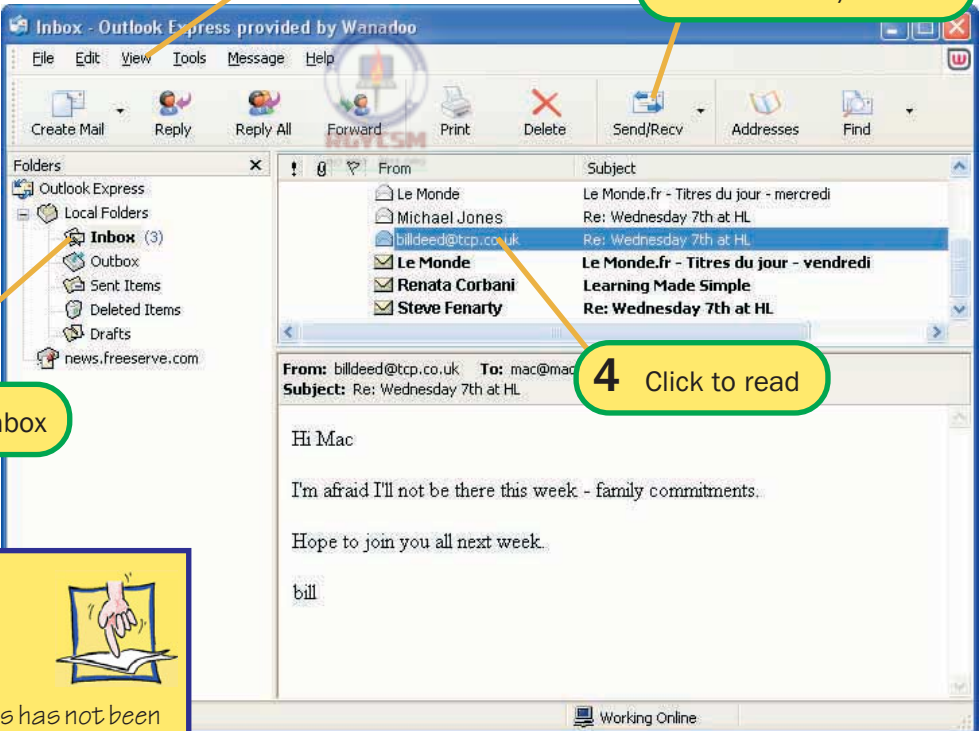 Inbox - Outlook Express provided by Wanadoo
File Edit View Tools Message Help
Create Mail Reply Reply All Forward Print Delete Send/Recv Addresses Find
RGYCSM
Folders
From Subject
Outlook Express
Local Folders
Inbox (3)
Outbox
Sent Items
Deleted Items
Drafts
news.freeserve.com
Le Monde Le Monde.fr - Titres du jour - mercredi
Michael Jones Re: Wednesday 7th at HL
billdeed@tcp.co.uk Re: Wednesday 7th at HL
Le Monde Le Monde.fr - Titres du jour - vendredi
Renata Corbani Learning Made Simple
Steve Fenarty Re: Wednesday 7th at HL
From: billdeed@tcp.co.uk To:
Subject: Re: Wednesday 7th at HL
4 Click to read
Hi Mac
I'm afraid I'll not be there this week - family commitments.
Hope to join you all next week.
bill
has not been
Working Online